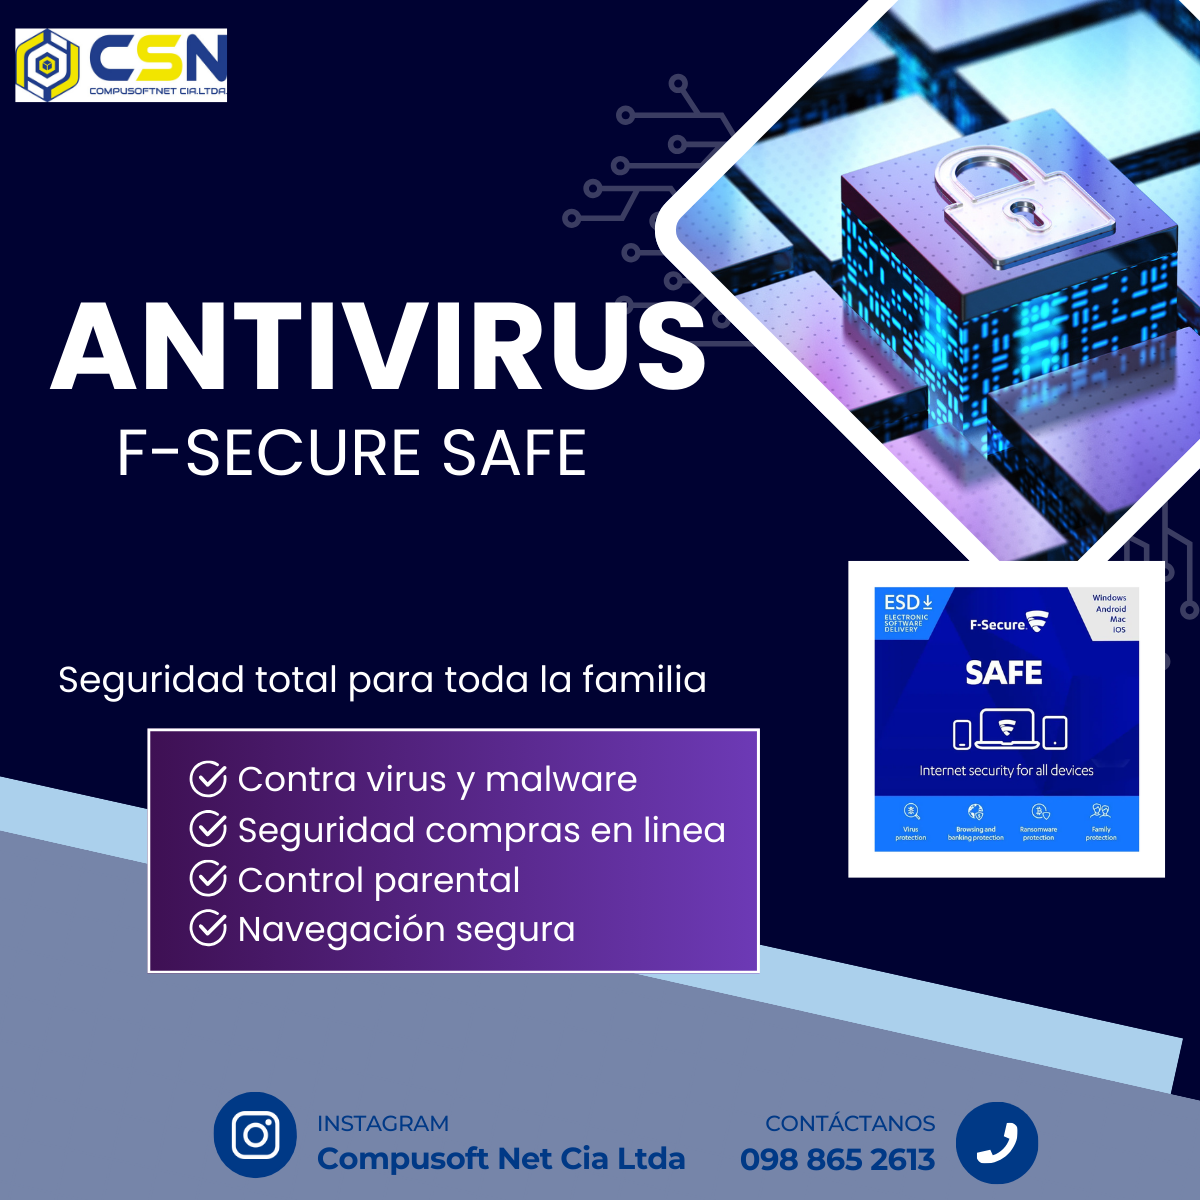 CSN
COMPUSOFTNET CIA.LTDA.
ANTIVIRUS
F-SECURE SAFE
Seguridad total para toda la familia
Contra virus y malware
Seguridad compras en linea
Control parental
Navegación segura
ESD
ELECTRONIC
SOFTWARE
DELIVERY
Windows
Android
Mac
iOS
F-Secure.
SAFE
Internet security for all devices
Virus
protection
Browsing and
banking protection
Ransomware
protection
Family
protection
INSTAGRAM
Compusoft Net Cia Ltda
CONTÁCTANOS
098 865 2613